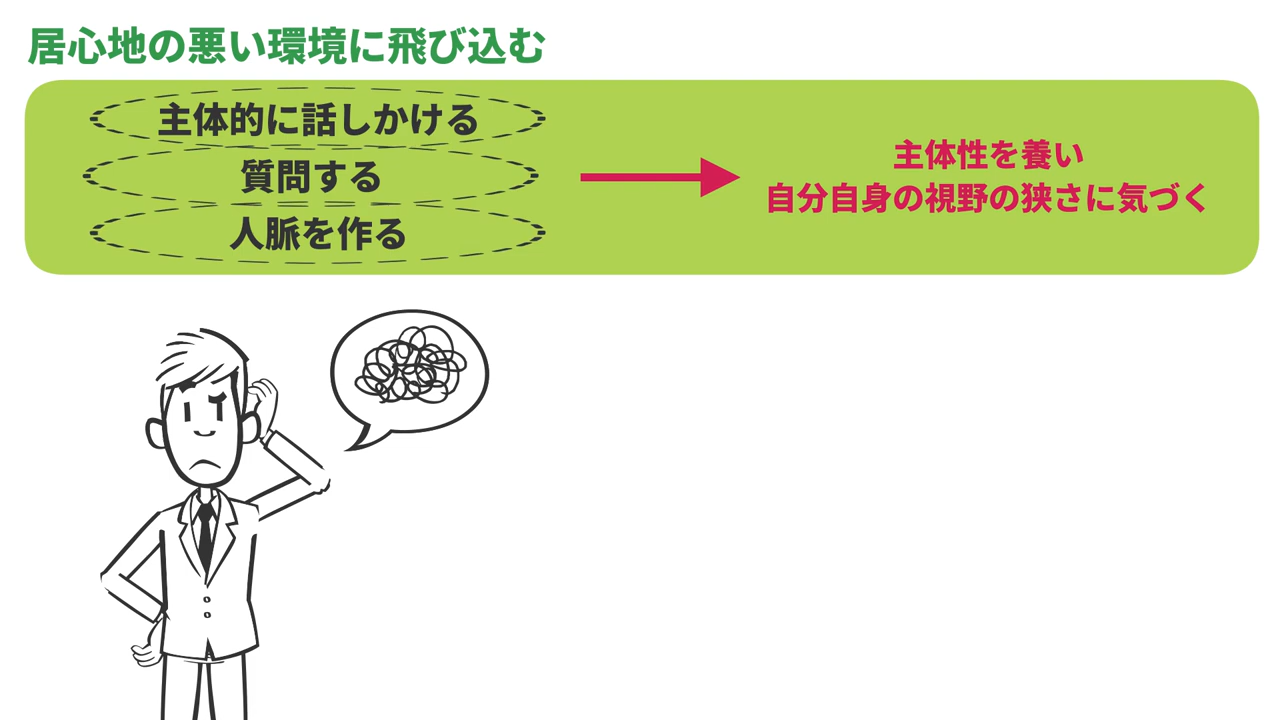 居心地の悪い環境に飛び込む
主体的に話しかける
質問する
人脈を作る
主体性を養い
自分自身の視野の狭さに気づく